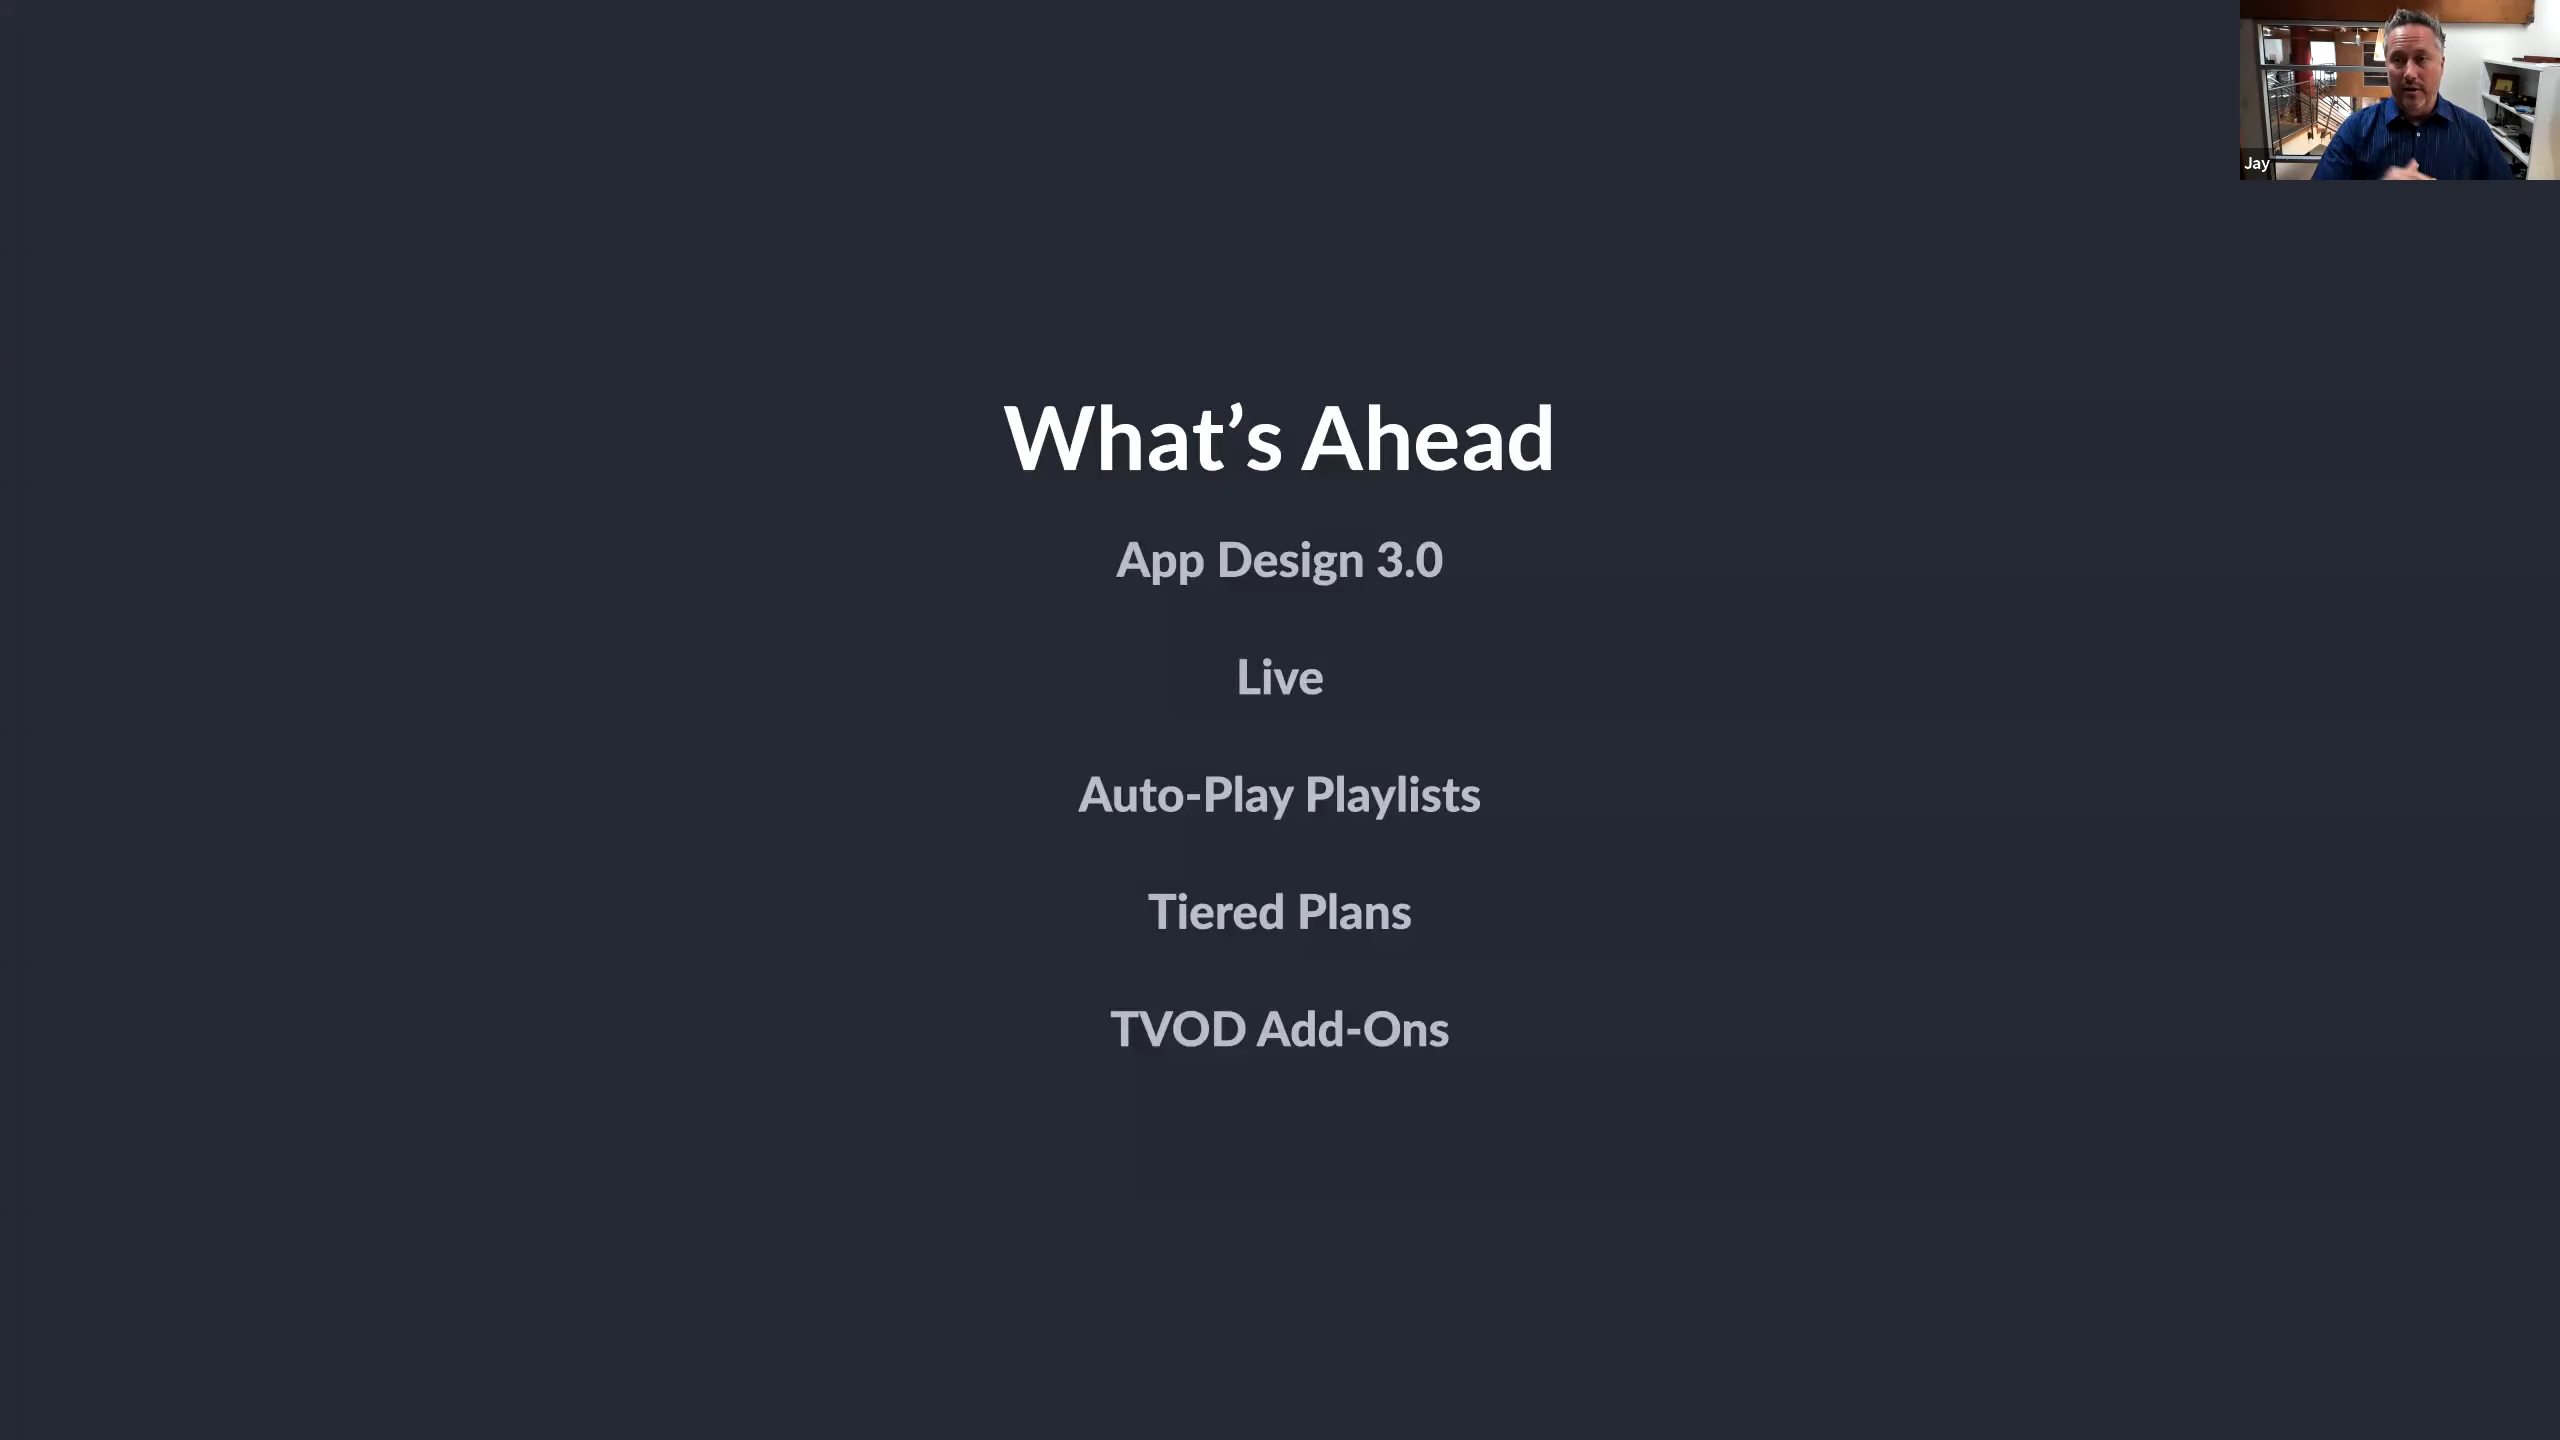 Jay
What’s Ahead
App Design 3.0
Live
Auto-Play Playlists
Tiered Plans
TVOD Add-Ons